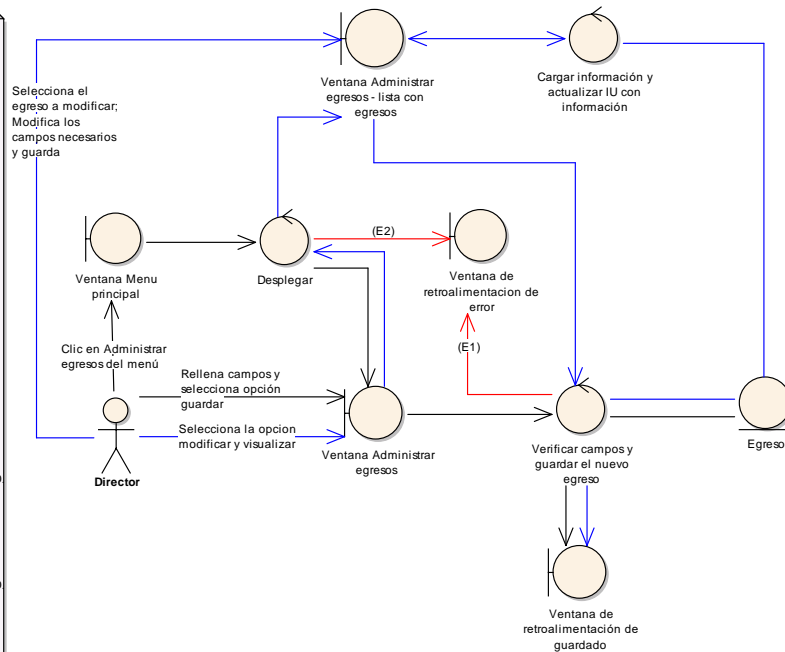 Selecciona el
egreso a modificar;
Modifica los
campos necesarios
y guarda
Ventana Administrar
egresos - lista con
egresos
Cargar información y
actualizar IU con
información
Ventana Menu
principal
Desplegar
(E2)
Ventana de
retroalimentacion de
error
(E1)
Clic en Administrar
egresos del menú
Rellena campos y
selecciona opción
guardar
Selecciona la opcion
modificar y visualizar
Director
Ventana Administrar
egresos
Verificar campos y
guardar el nuevo
egreso
Egreso
Ventana de
retroalimentación de
guardado